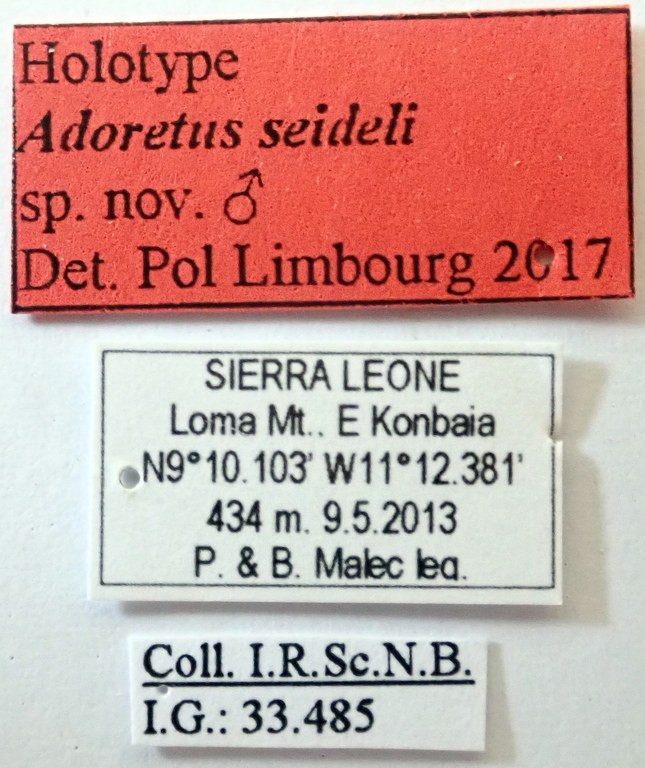 Holotype
Adoretus seideli
sp. nov. ♂
Det. Pol Limbourg 2017
SIERRA LEONE
Loma Mt., E Konbaia
N9°10.103' W11°12.381'
434 m. 9.5.2013
P. & B. Malec leg.
Coll. I.R.Sc.N.B.
I.G.: 33.485